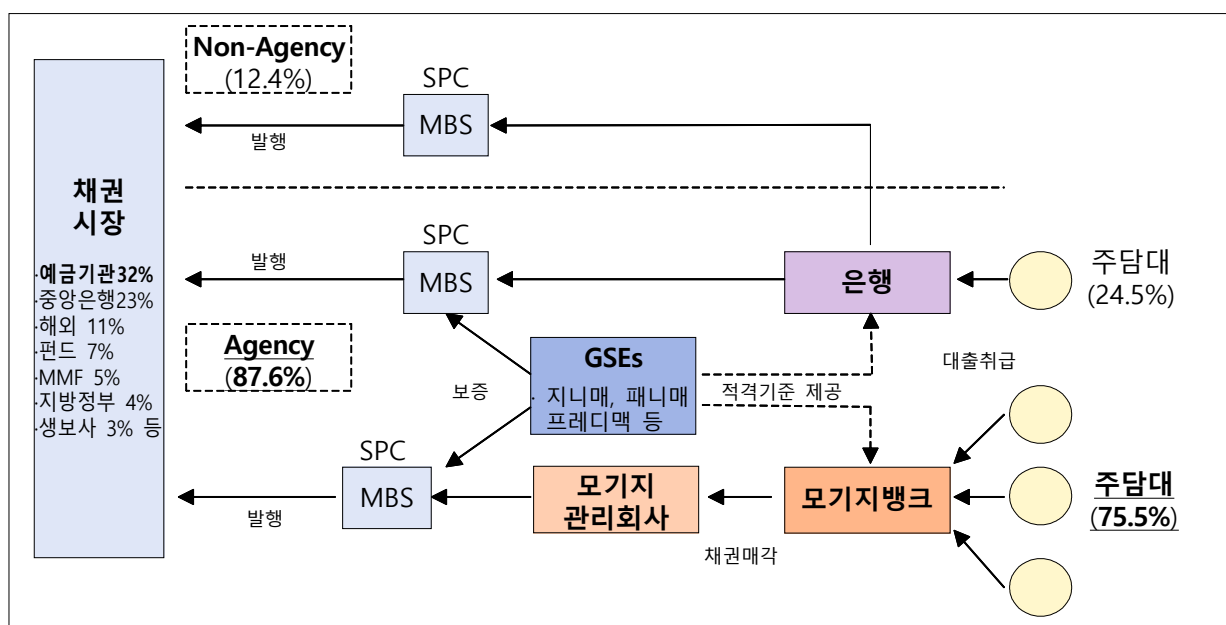 Non-Agency
(12.4%)
SPC
MBS
발행
채권
시장
·예금기관32%
·중앙은행23%
·해외 11%
·펀드 7%
·MMF 5%
·지방정부 4%
·생보사 3% 등
SPC
MBS
발행
은행
주담대
(24.5%)
Agency
(87.6%)
보증
GSEs
· 지니매, 패니매
프레디맥 등
적격기준 제공
대출취급
SPC
MBS
발행
모기지
관리회사
채권매각
모기지뱅크
주담대
(75.5%)